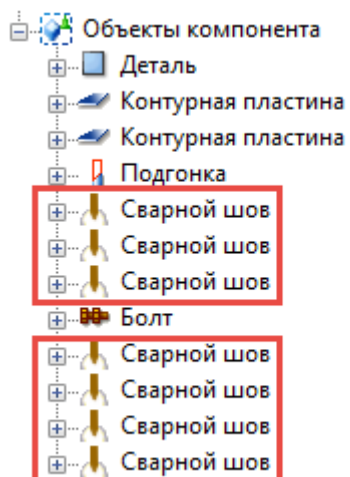 Объекты компонента
Деталь
Контурная пластина
Контурная пластина
Подгонка
Сварной шов
Сварной шов
Сварной шов
Болт
Сварной шов
Сварной шов
Сварной шов
Сварной шов